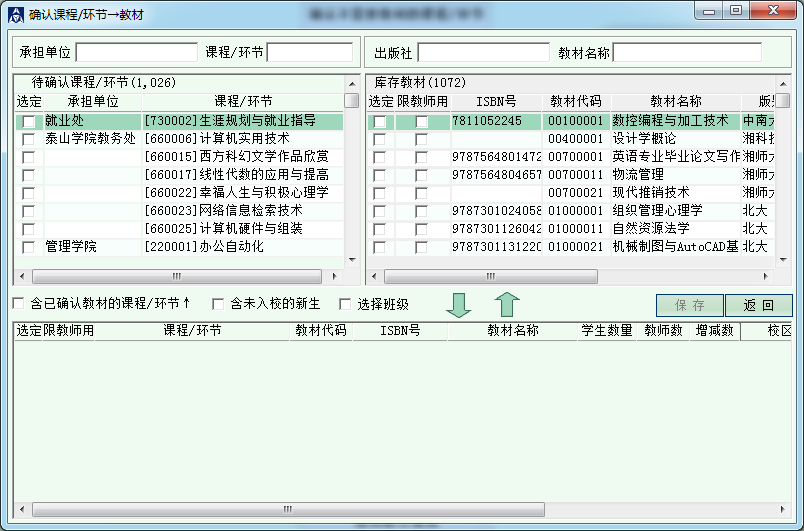 确认课程/环节→教材
承担单位 课程/环节 出版社 教材名称
待确认课程/环节(1,026)
选定 承担单位 课程/环节
就业处 [730002]生涯规划与就业指导
泰山学院教务处 [660006]计算机实用技术
[660015]西方科幻文学作品欣赏
[660017]线性代数的应用与提高
[660022]幸福人生与积极心理学
[660023]网络信息检索技术
[660025]计算机硬件与组装
管理学院 [220001]办公自动化
库存教材(1072)
选定 限教师用 ISBN号 教材代码 教材名称
7811052245 00100001 数控编程与加工技术 中南
00400001 设计学概论 湘科
9787564801472 00700001 英语专业毕业论文写作 湘师
9787564804657 00700011 物流管理 湘师
00700021 现代推销技术 湘师
9787301024058 01000001 组织管理心理学 北大
9787301126042 01000011 自然资源法学 北大
9787301131220 01000021 机械制图与AutoCAD基 北大
含已确认教材的课程/环节↑ 含未入校的新生 选择班级 保 存 返 回
选定 限教师用 课程/环节 教材代码 ISBN号 教材名称 学生数量 教师数 增减数 校区